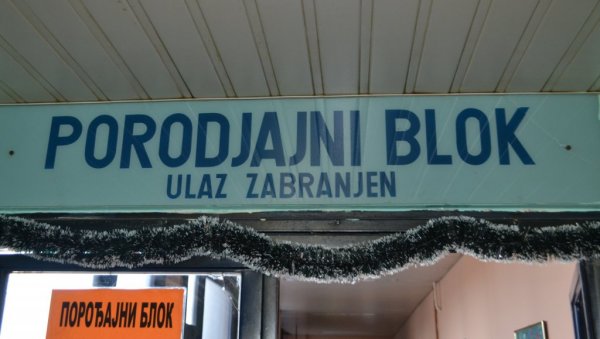 PORODJAJNI BLOK
ULAZ ZABRANJEN
ПОРОЂАЈНИ БЛОК